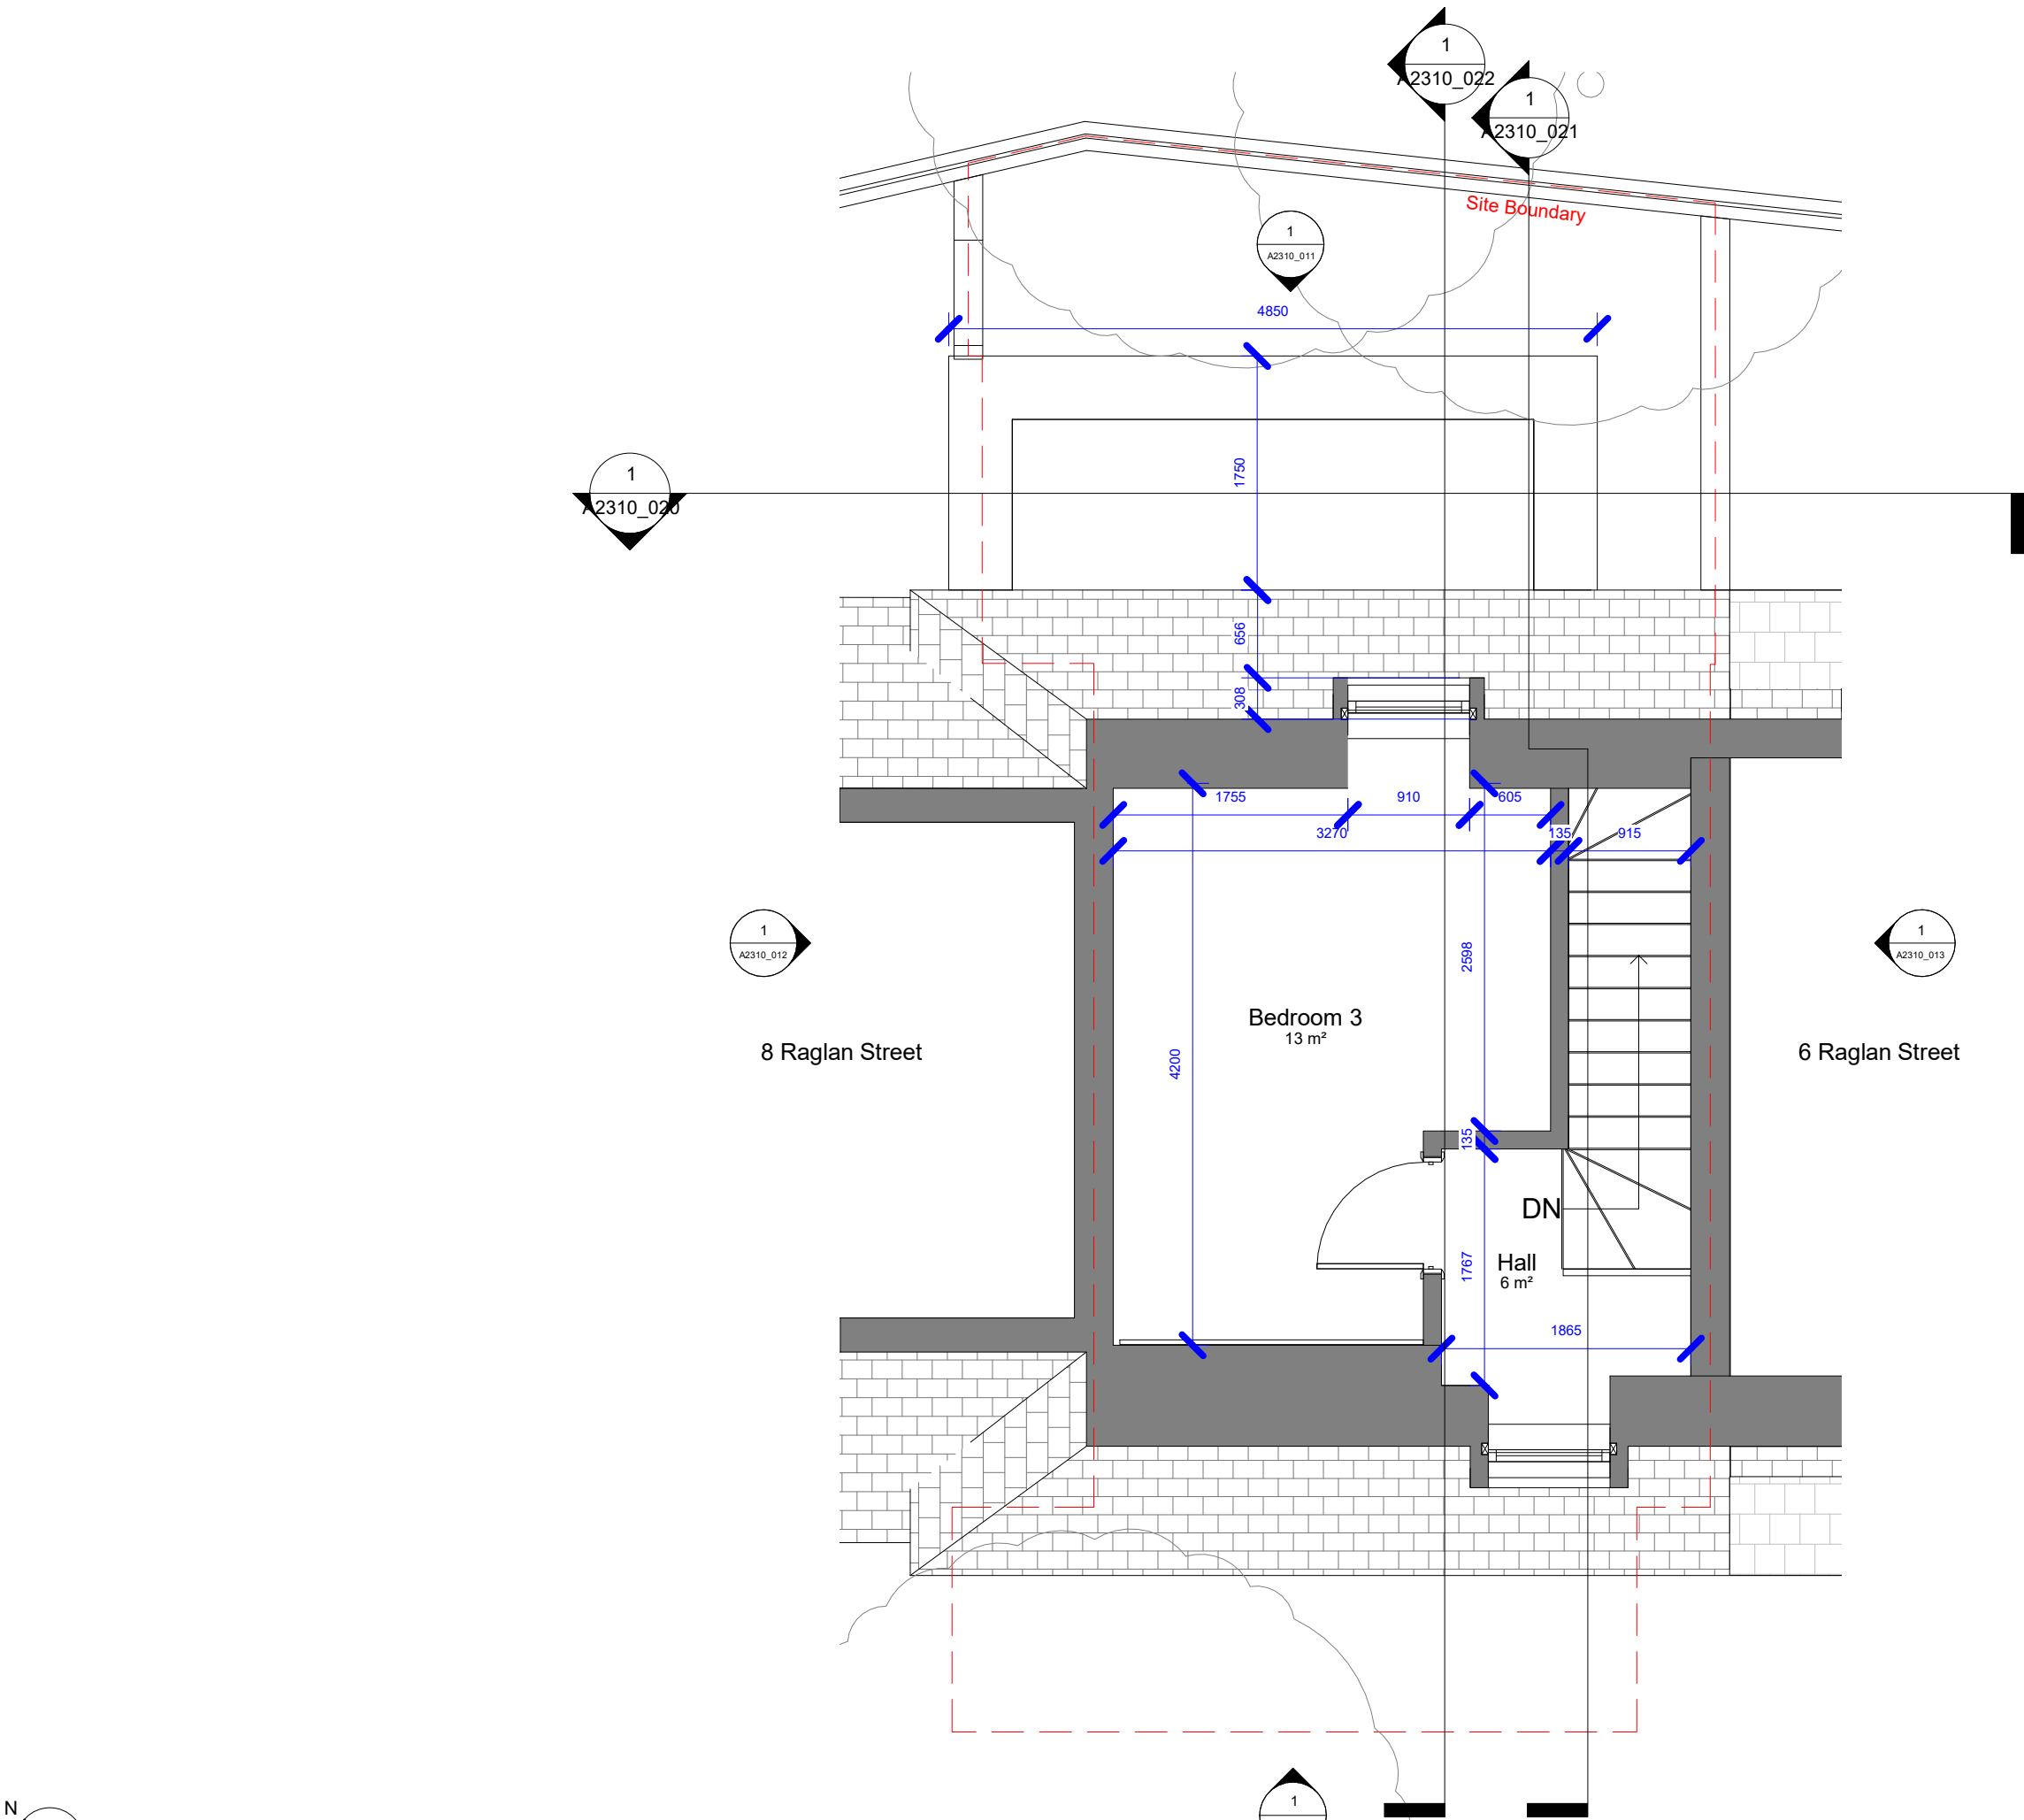 1
A2310_022
1
A2310_021
Site Boundary
1
A2310_011
4850
1750
1
A2310_020
656
308
1755
910
605
3270
135
915
1
A2310_012
1
A2310_013
2598
Bedroom 3
13 m²
8 Raglan Street
6 Raglan Street
4200
135
DN
Hall
6 m²
1767
1865
1
N